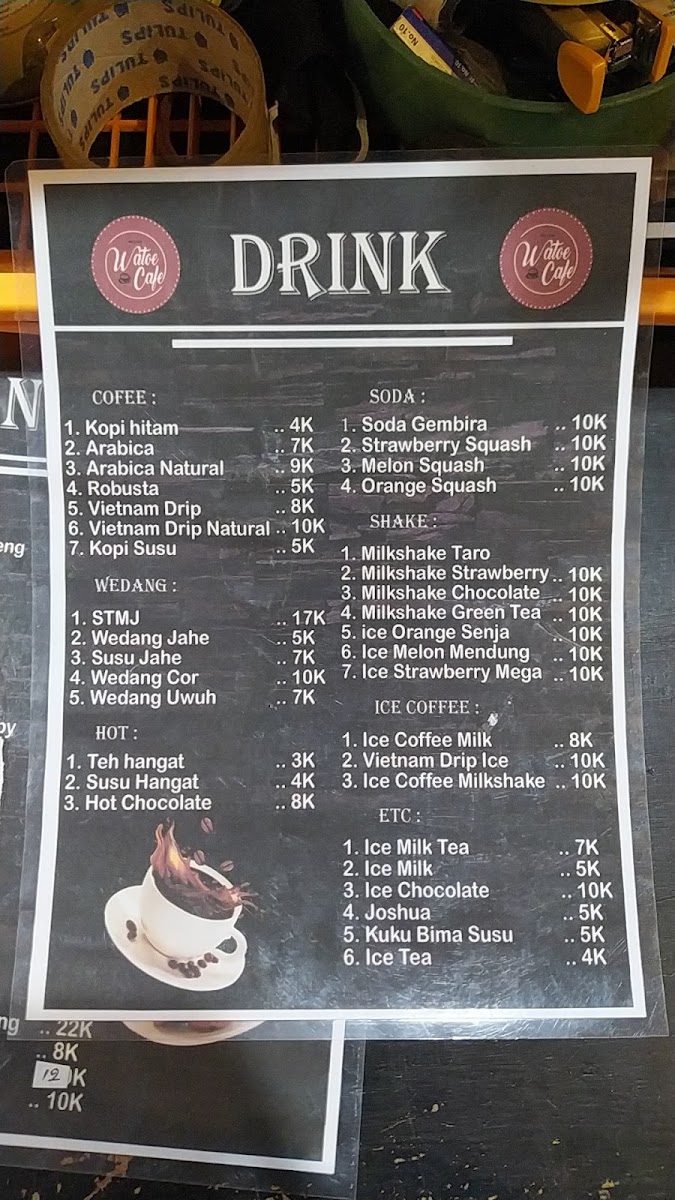 TULIPS TULIPS TULIPS
No.10
Watoe
Cafe
DRINK
Watoe
Cafe
COFEE :
1. Kopi hitam .. 4K
2. Arabica .. 7K
3. Arabica Natural .. 9K
4. Robusta .. 5K
5. Vietnam Drip .. 8K
6. Vietnam Drip Natural .. 10K
7. Kopi Susu .. 5K
WEDANG :
1. STMJ .. 17K
2. Wedang Jahe .. 5K
3. Susu Jahe .. 7K
4. Wedang Cor .. 10K
5. Wedang Uwuh .. 7K
HOT :
1. Teh hangat .. 3K
2. Susu Hangat .. 4K
3. Hot Chocolate .. 8K
SODA :
1. Soda Gembira .. 10K
2. Strawberry Squash .. 10K
3. Melon Squash .. 10K
4. Orange Squash .. 10K
SHAKE :
1. Milkshake Taro
2. Milkshake Strawberry .. 10K
3. Milkshake Chocolate .. 10K
4. Milkshake Green Tea .. 10K
5. ice Orange Senja .. 10K
6. Ice Melon Mendung .. 10K
7. Ice Strawberry Mega .. 10K
ICE COFFEE :
1. Ice Coffee Milk .. 8K
2. Vietnam Drip Ice .. 10K
3. Ice Coffee Milkshake .. 10K
ETC :
1. Ice Milk Tea .. 7K
2. Ice Milk .. 5K
3. Ice Chocolate .. 10K
4. Joshua .. 5K
5. Kuku Bima Susu .. 5K
6. Ice Tea .. 4K
N
eng
by
ng .. 22K
.. 8K
12 K
.. 10K